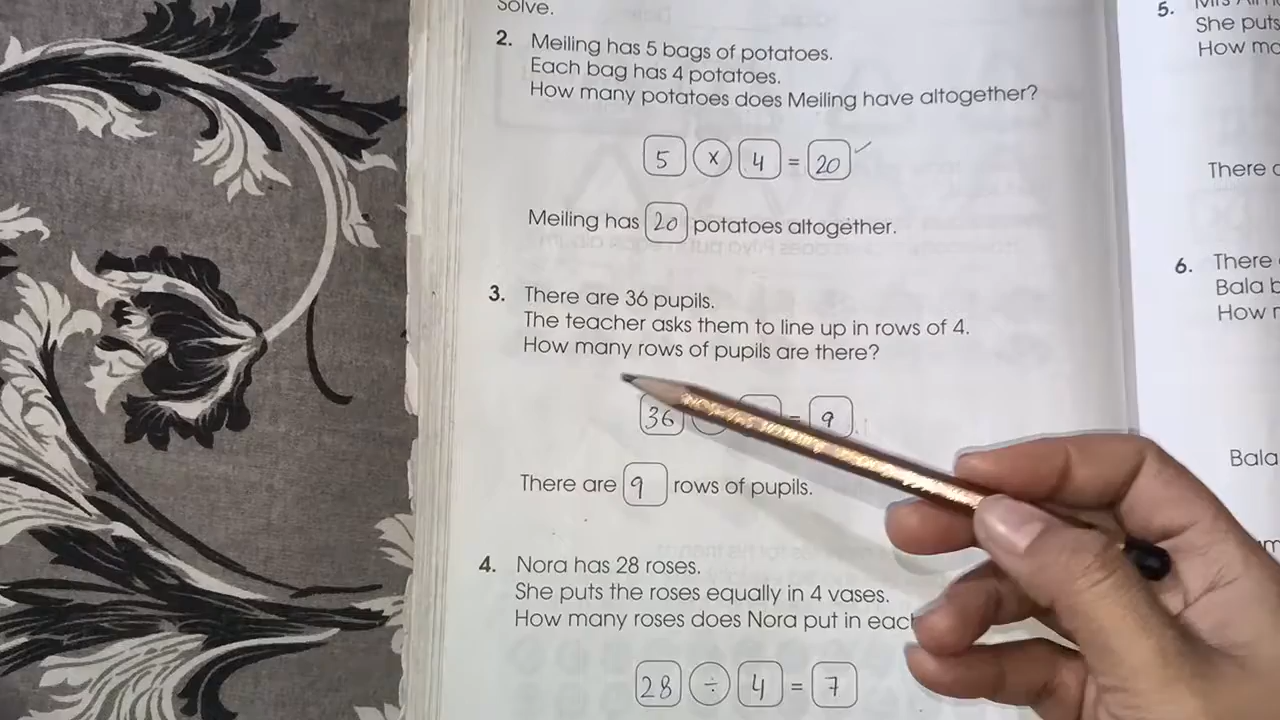 Solve.
2. Meiling has 5 bags of potatoes.
Each bag has 4 potatoes.
How many potatoes does Meiling have altogether?
5 × 4 = 20 ✓
Meiling has 20 potatoes altogether.
3. There are 36 pupils.
The teacher asks them to line up in rows of 4.
How many rows of pupils are there?
36 = 9
There are 9 rows of pupils.
4. Nora has 28 roses.
She puts the roses equally in 4 vases.
How many roses does Nora put in
28 ÷ 4 = 7
5.
She puts
How
There
6. There
Bala
How
Bala